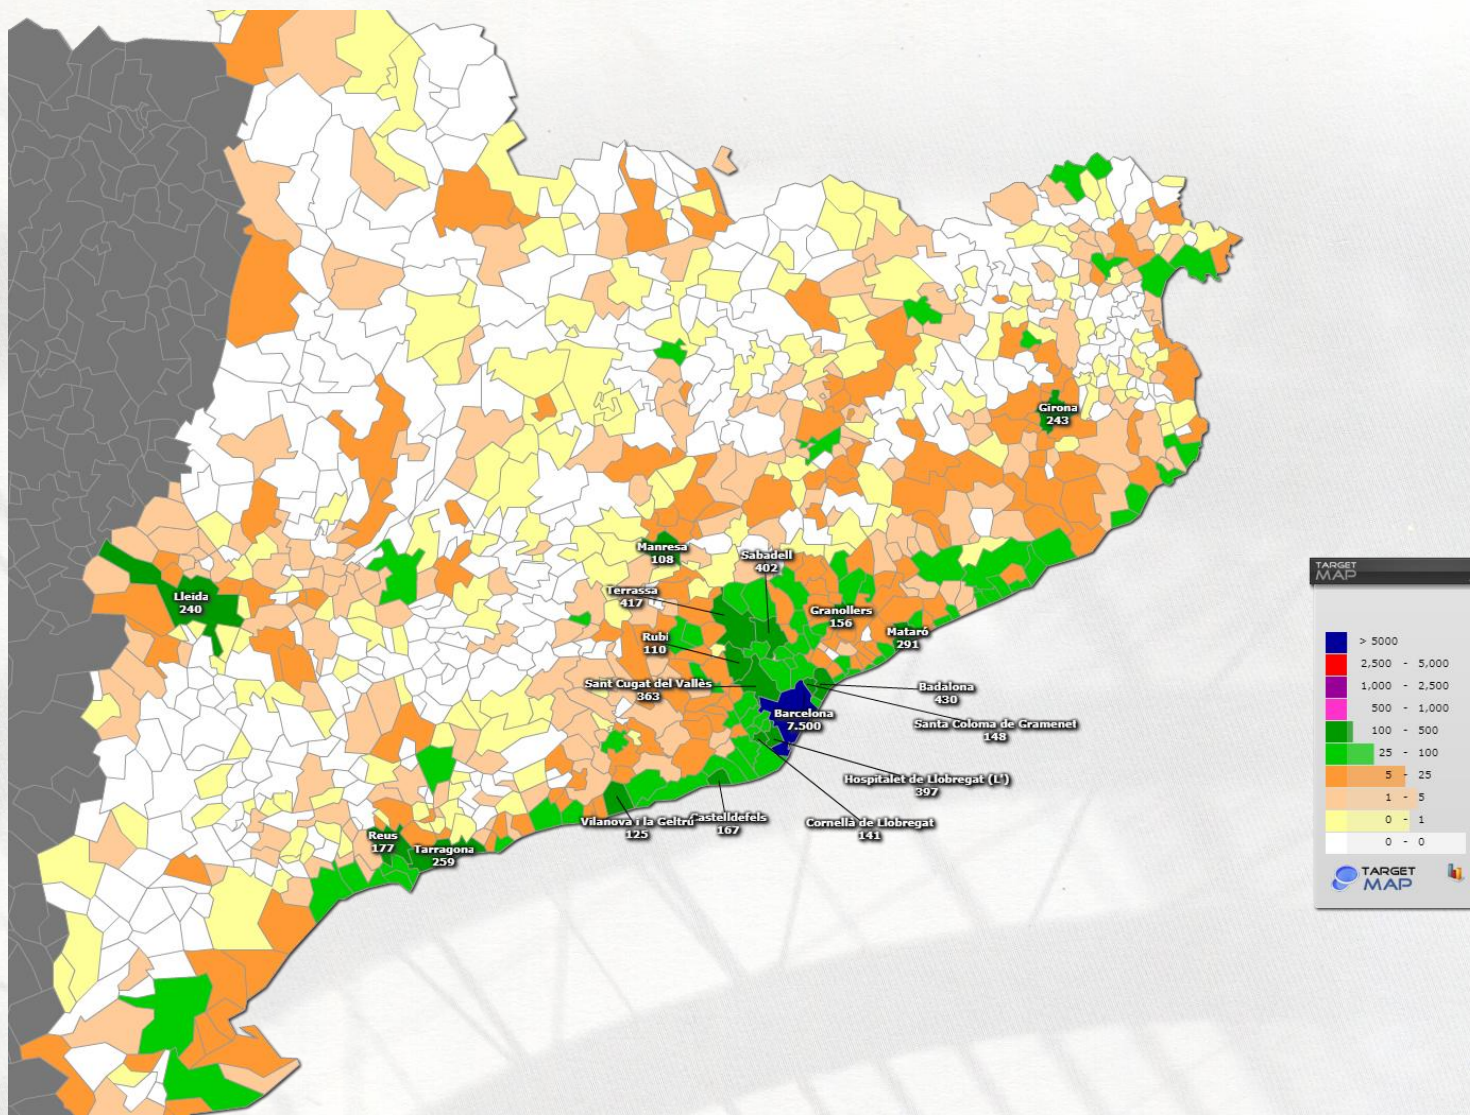 Girona
243
Manresa
108
Sabadell
402
Terrassa
417
Lleida
240
Granollers
156
Rubí
110
Mataró
291
Sant Cugat del Vallès
363
Badalona
430
Barcelona
7.500
Santa Coloma de Gramenet
148
Hospitalet de Llobregat (L')
397
Vilanova i la Geltrú
125
Castelldefels
167
Cornellà de Llobregat
141
Reus
177
Tarragona
259
TARGET
MAP
> 5000
2,500 - 5,000
1,000 - 2,500
500 - 1,000
100 - 500
25 - 100
5 - 25
1 - 5
0 - 1
0 - 0
TARGET
MAP